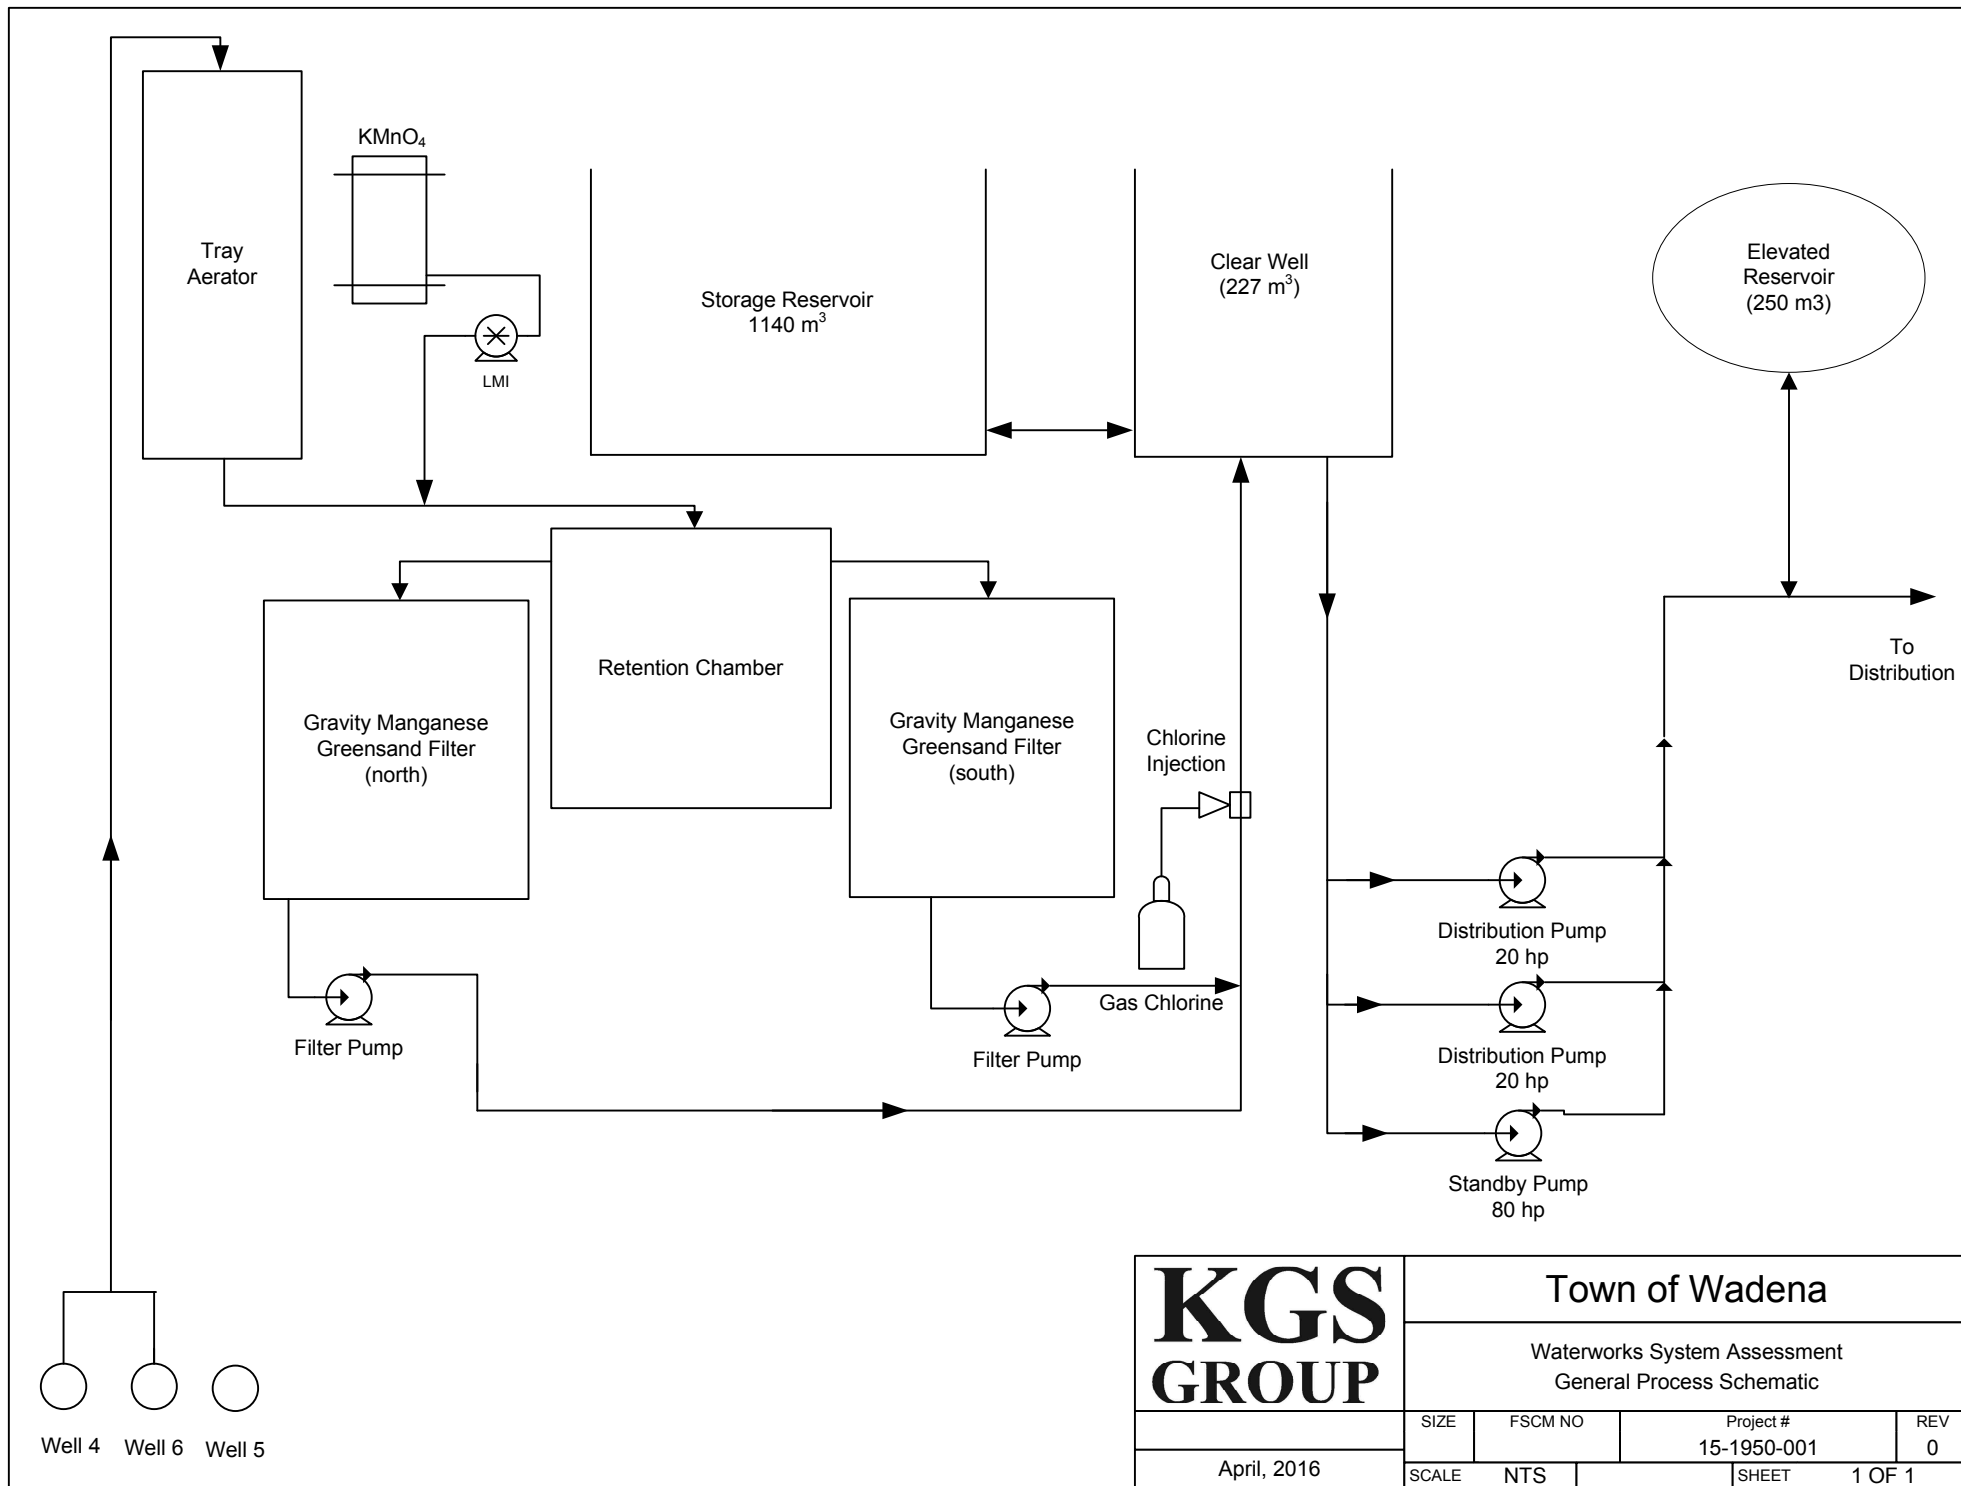 KMnO₄
Tray
Aerator
LMI
Storage Reservoir
1140 m³
Clear Well
(227 m³)
Elevated
Reservoir
(250 m3)
To
Distribution
Retention Chamber
Gravity Manganese
Greensand Filter
(north)
Gravity Manganese
Greensand Filter
(south)
Chlorine
Injection
Gas Chlorine
Filter Pump
Filter Pump
Distribution Pump
20 hp
Distribution Pump
20 hp
Standby Pump
80 hp
Well 4
Well 6
Well 5
KGS
GROUP
April, 2016
Town of Wadena
Waterworks System Assessment
General Process Schematic
SIZE
FSCM NO
Project #
15-1950-001
REV
0
SCALE
NTS
SHEET
1 OF 1